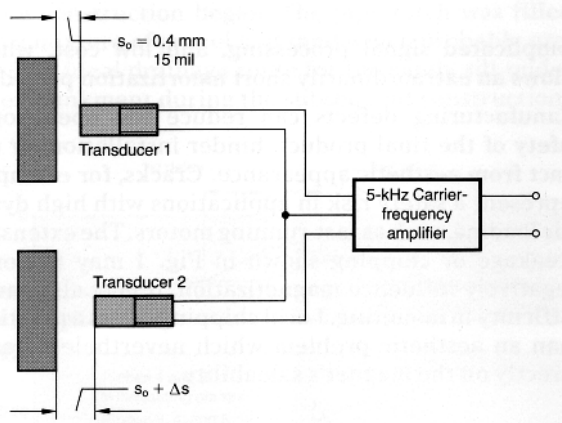 s₀ = 0.4 mm
15 mil
Transducer 1
5-kHz Carrier-
frequency
amplifier
Transducer 2
s₀ + Δs